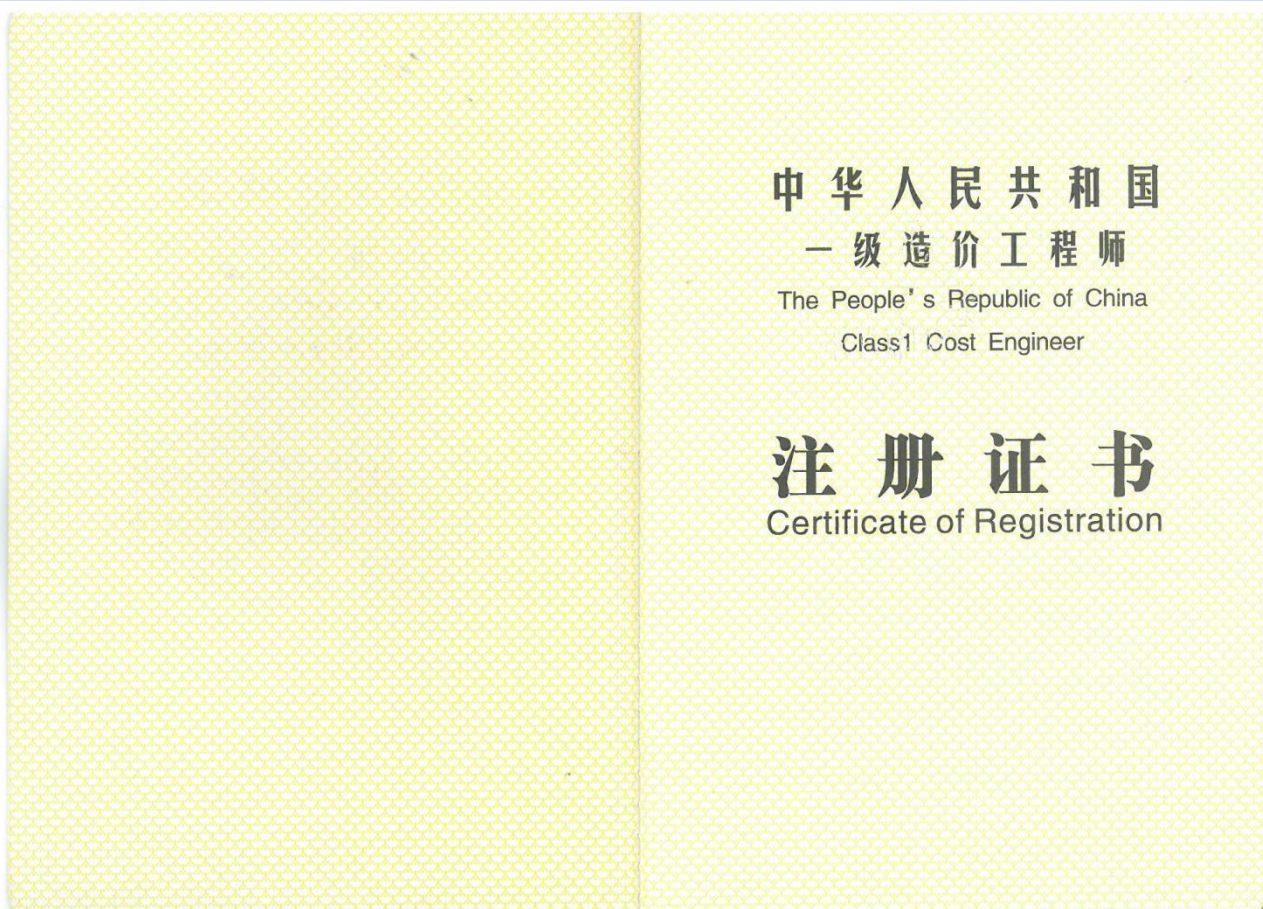 中华人民共和国
一级造价工程师
The People's Republic of China
Class1 Cost Engineer
注册证书
Certificate of Registration